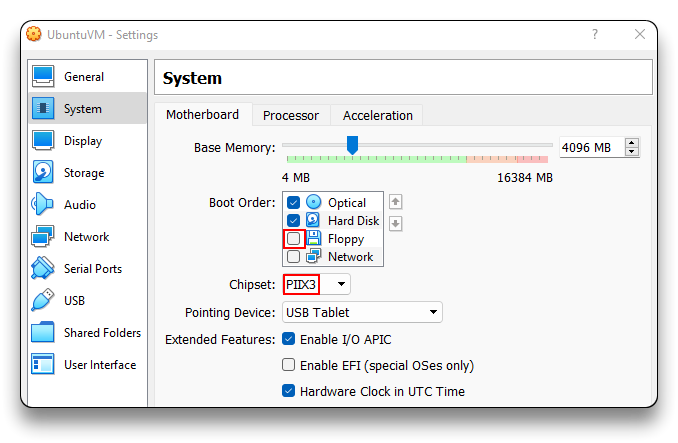 UbuntuVM - Settings
?
General
System
Display
Storage
Audio
Network
Serial Ports
USB
Shared Folders
User Interface
System
Motherboard Processor Acceleration
Base Memory: 4096 MB
4 MB 16384 MB
Boot Order: Optical
Hard Disk
Floppy
Network
Chipset: PIIX3
Pointing Device: USB Tablet
Extended Features: Enable I/O APIC
Enable EFI (special OSes only)
Hardware Clock in UTC Time